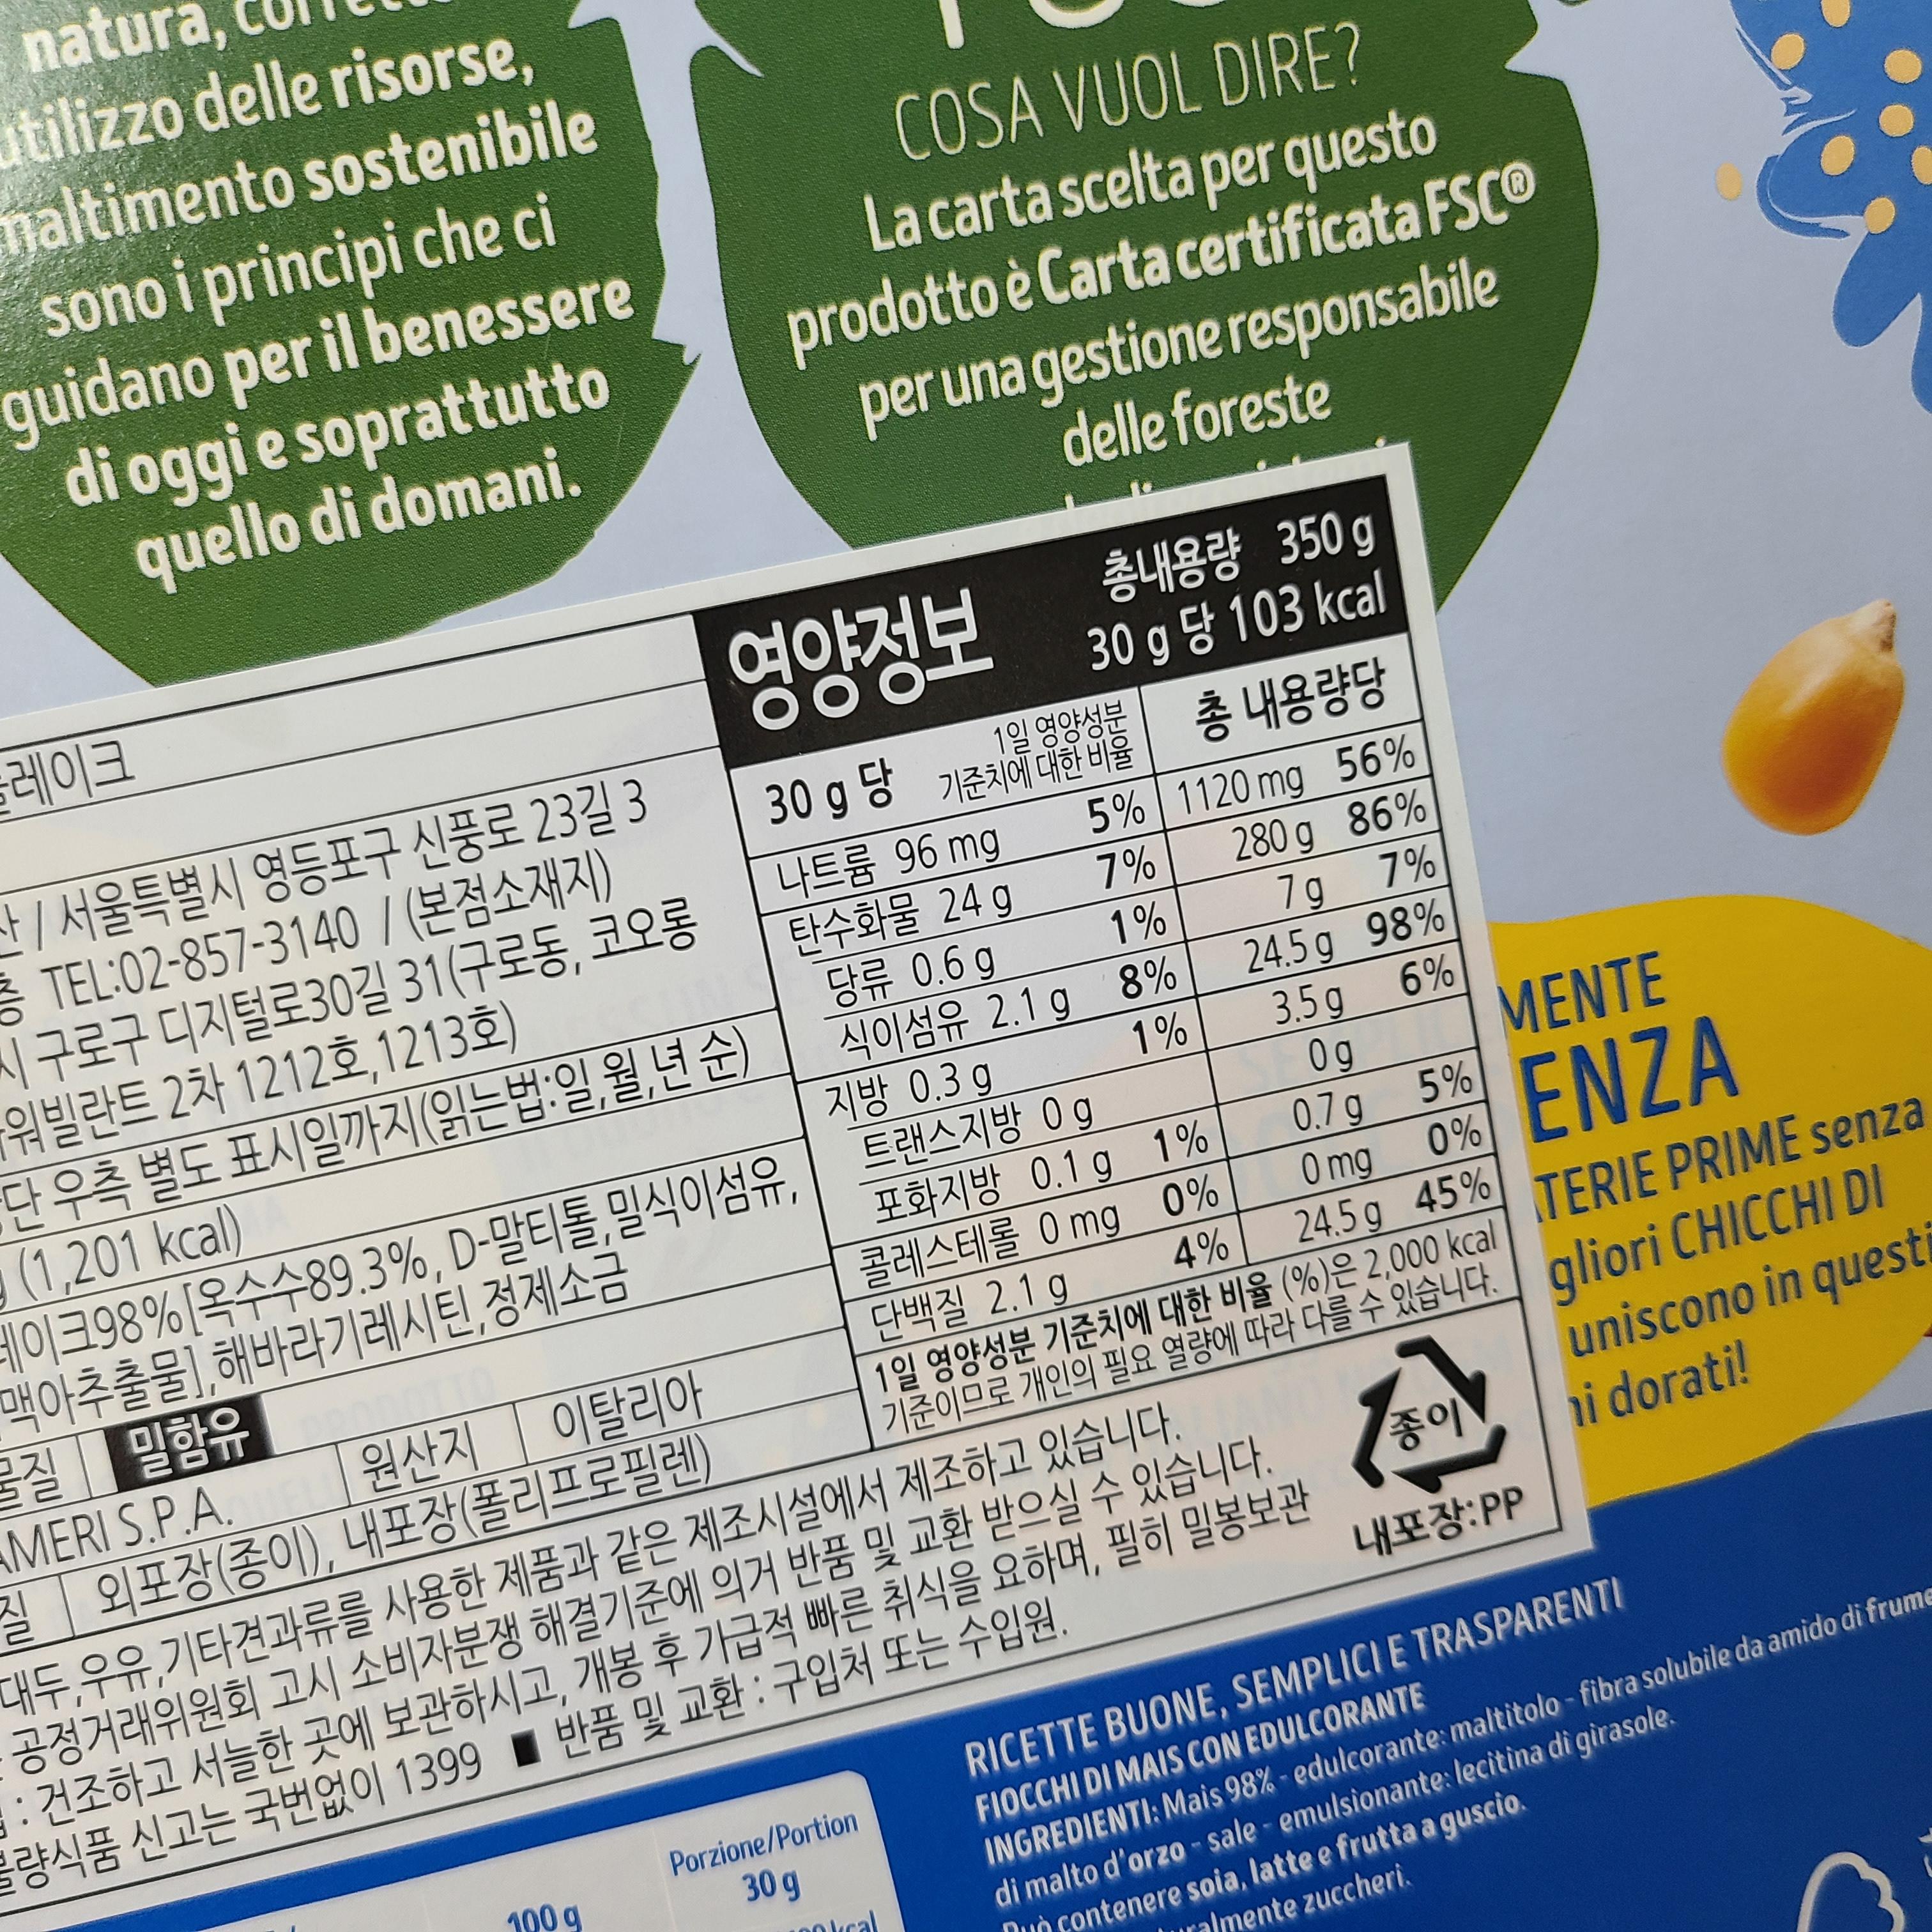 natura,
utilizzo delle risorse,
sostenibile
sono i principi che ci
guidano per il benessere
di oggi e soprattutto
quello di domani.
COSA VUOL DIRE?
La carta scelta per questo
prodotto è Carta certificata FSC®
per una gestione responsabile
delle foreste
영양정보
총내용량 350 g
30 g 당 103 kcal
30 g 당 1일 영양성분 기준치에 대한 비율 총 내용량당
나트륨 96 mg 5% 1120 mg 56%
탄수화물 24 g 7% 280 g 86%
당류 0.6 g 1% 7 g 7%
식이섬유 2.1 g 8% 24.5 g 98%
지방 0.3 g 1% 3.5 g 6%
트랜스지방 0 g 0 g
포화지방 0.1 g 1% 0.7 g 5%
콜레스테롤 0 mg 0% 0 mg 0%
단백질 2.1 g 4% 24.5 g 45%
1일 영양성분 기준치에 대한 비율 (%)은 2,000 kcal
기준이므로 개인의 필요 열량에 따라 다를 수 있습니다.
레이크
/ 서울특별시 영등포구 신풍로 23길 3
층 TEL:02-857-3140 / (본점소재지)
시 구로구 디지털로30길 31(구로동, 코오롱
워빌란트 2차 1212호,1213호)
단 우측 별도 표시일까지(읽는법:일,월,년 순)
(1,201 kcal)
레이크98%[옥수수89.3%, D-말티톨,밀식이섬유,
맥아추출물],해바라기레시틴,정제소금
물질 밀함유
AMERI S.P.A. 원산지 이탈리아
질 외포장(종이), 내포장(폴리프로필렌)
대두,우유,기타견과류를 사용한 제품과 같은 제조시설에서 제조하고 있습니다.
공정거래위원회 고시 소비자분쟁 해결기준에 의거 반품 및 교환 받으실 수 있습니다.
: 건조하고 서늘한 곳에 보관하시고, 개봉 후 가급적 빠른 취식을 요하며, 필히 밀봉보관
불량식품 신고는 국번없이 1399 ■ 반품 및 교환 : 구입처 또는 수입원.
종이
내포장:PP
MENTE
ENZA
TERIE PRIME senza
gliori CHICCHI DI
uniscono in questi
ni dorati!
RICETTE BUONE, SEMPLICI E TRASPARENTI
FIOCCHI DI MAIS CON EDULCORANTE
INGREDIENTI: Mais 98% - edulcorante: maltitolo - fibra solubile da amido di frume
di malto d'orzo - sale - emulsionante: lecitina di girasole.
Può contenere soia, latte e frutta a guscio.
zuccheri.
100 g
Porzione/Portion
30 g
kcal